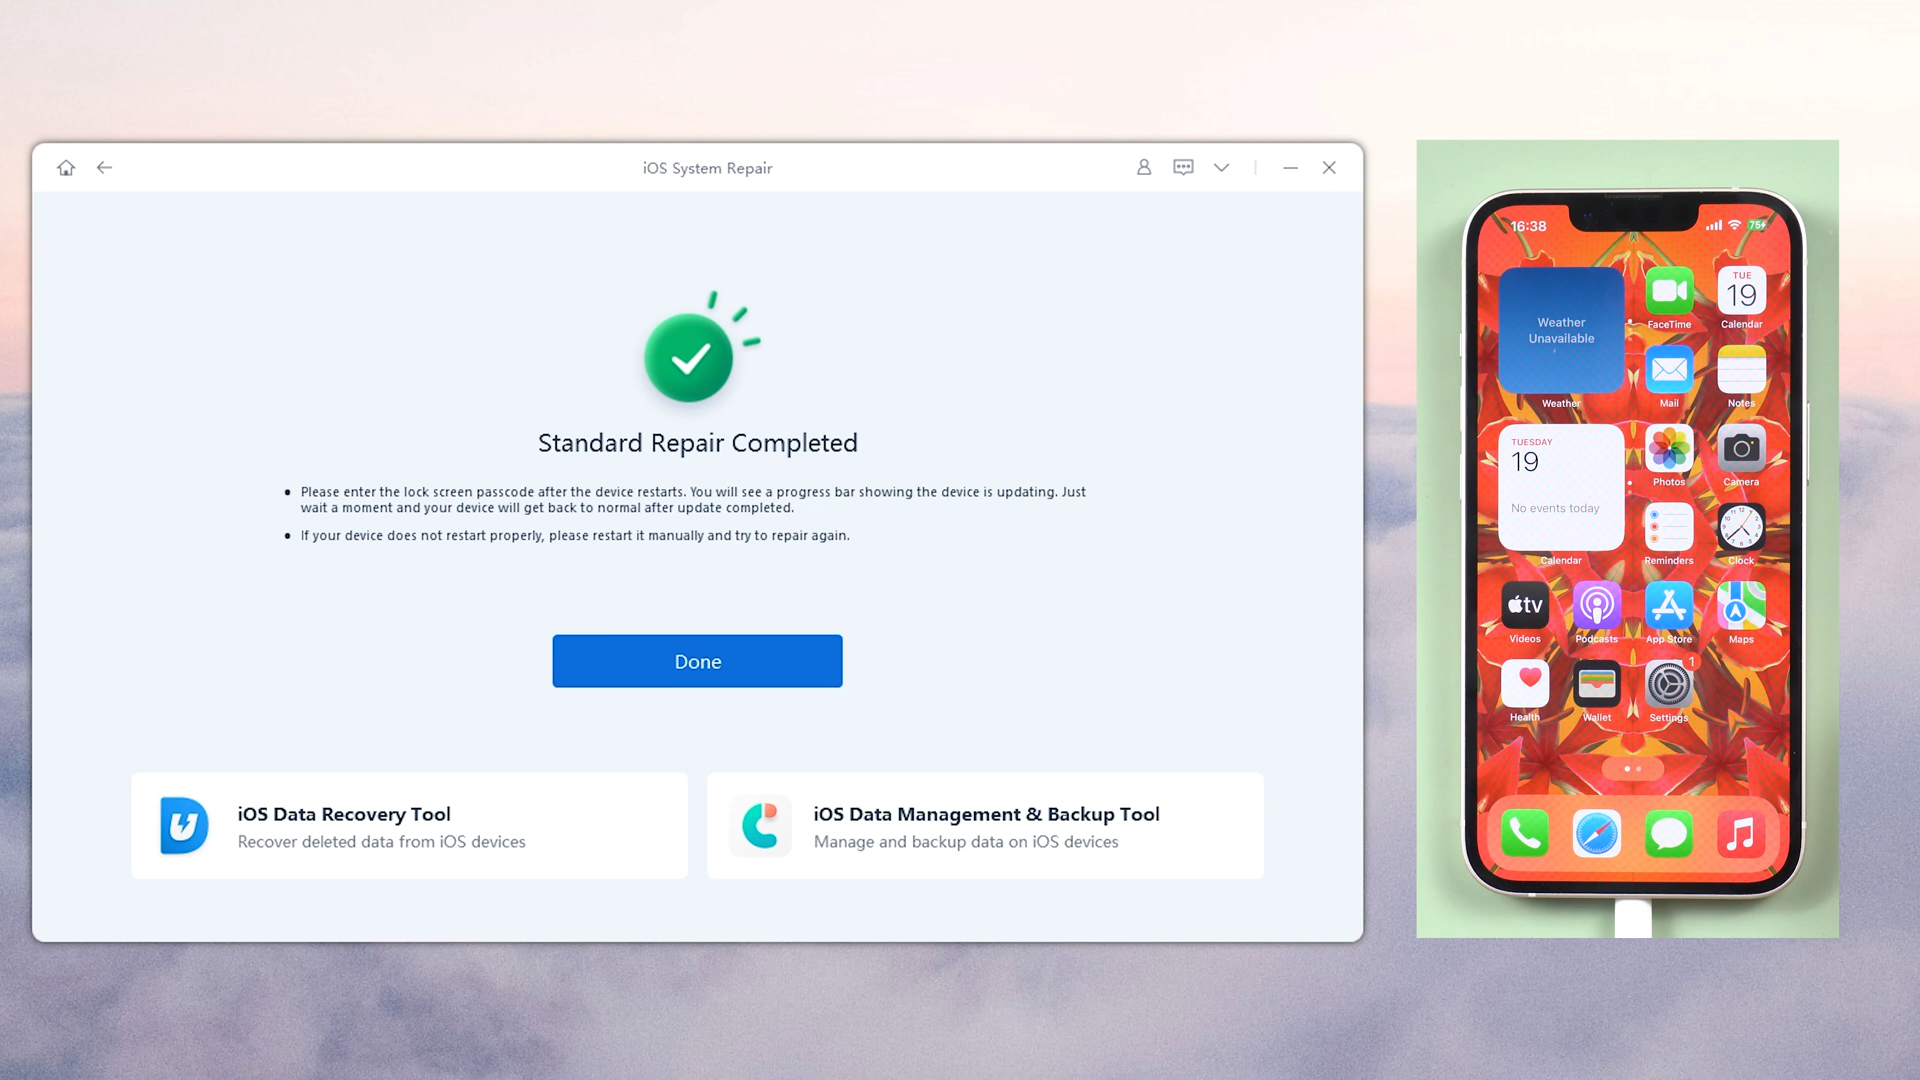 iOS System Repair
Standard Repair Completed
Please enter the lock screen passcode after the device restarts. You will see a progress bar showing the device is updating. Just
wait a moment and your device will get back to normal after update completed.
If your device does not restart properly, please restart it manually and try to repair again.
Done
iOS Data Recovery Tool
Recover deleted data from iOS devices
iOS Data Management & Backup Tool
Manage and backup data on iOS devices
16:38
75
Weather
Unavailable
Weather
FaceTime
TUE
19
Calendar
Mail
Notes
TUESDAY
19
No events today
Calendar
Photos
Camera
Reminders
Clock
tv
Videos
Podcasts
App Store
Maps
Health
Wallet
1
Settings